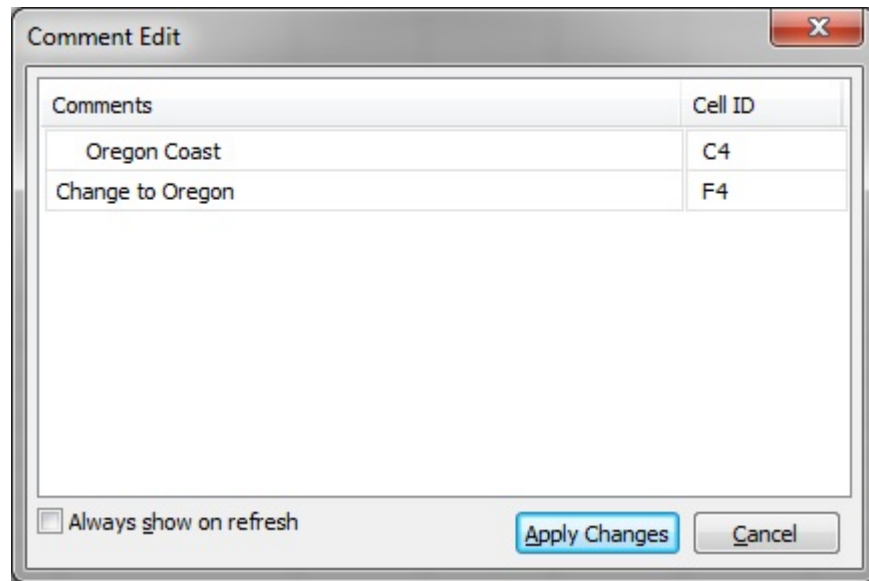 Comment Edit
Comments Cell ID
Oregon Coast C4
Change to Oregon F4
Always show on refresh Apply Changes Cancel